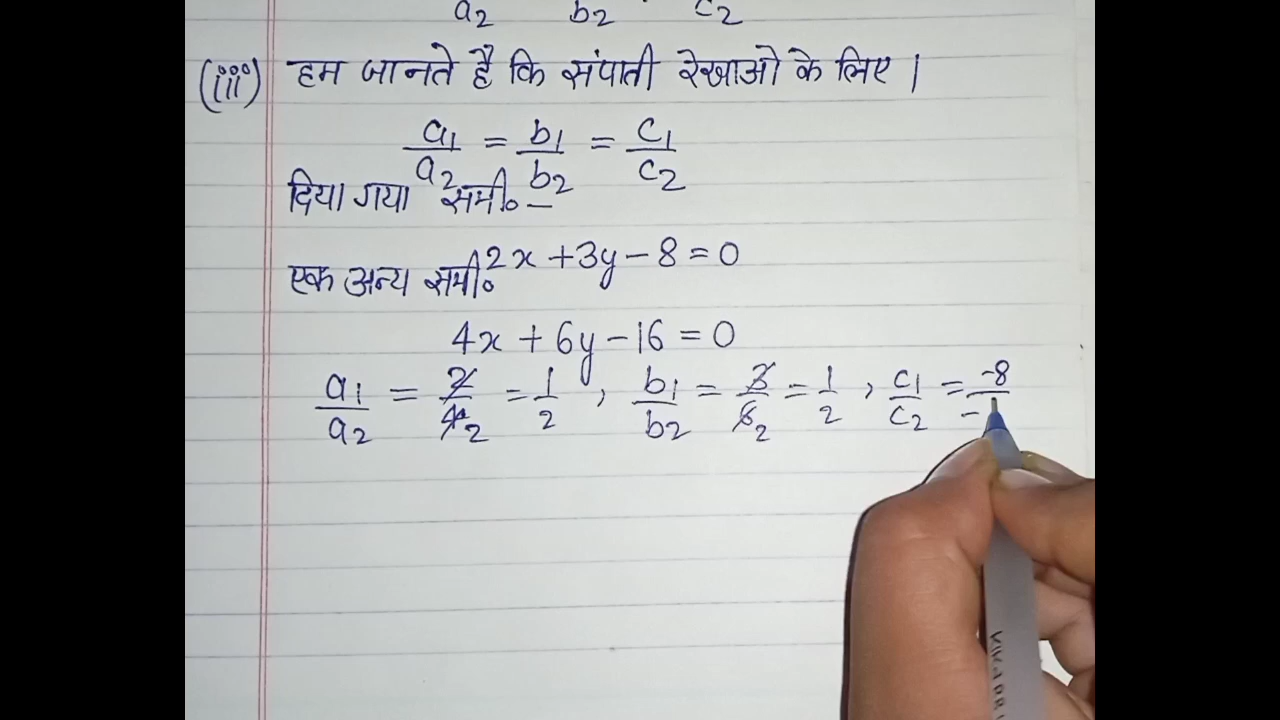 a2 b2 c2
(iii) हम जानते है कि संपाती रेखाओ के लिए।
a1/a2 = b1/b2 = c1/c2
दिया गया समी० —
2x + 3y - 8 = 0
एक अन्य समी०
4x + 6y - 16 = 0
a1/a2 = 2/4 2 = 1/2 , b1/b2 = 3/6 2 = 1/2 , c1/c2 = -8/-